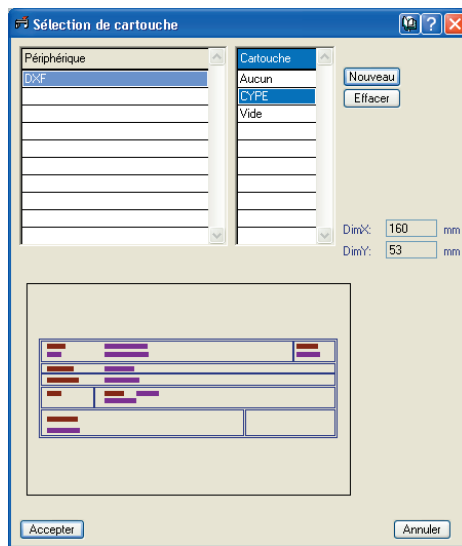 Sélection de cartouche
Périphérique
DXF
Cartouche
Aucun
CYPE
Vide
Nouveau
Effacer
DimX: 160 mm
DimY: 53 mm
Accepter
Annuler